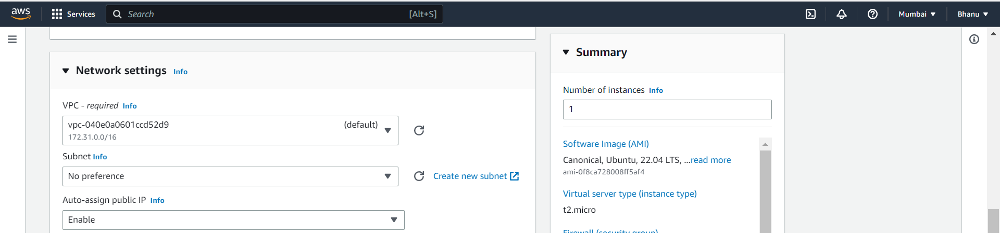 aws
Services
Search [Alt+S]
Mumbai
Bhanu
Network settings Info
VPC - required Info
vpc-040e0a0601ccd52d9 (default)
172.31.0.0/16
Subnet Info
No preference
Create new subnet
Auto-assign public IP Info
Enable
Summary
Number of instances Info
1
Software Image (AMI)
Canonical, Ubuntu, 22.04 LTS, ...read more
ami-0f8ca728008ff5af4
Virtual server type (instance type)
t2.micro
Firewall (security group)